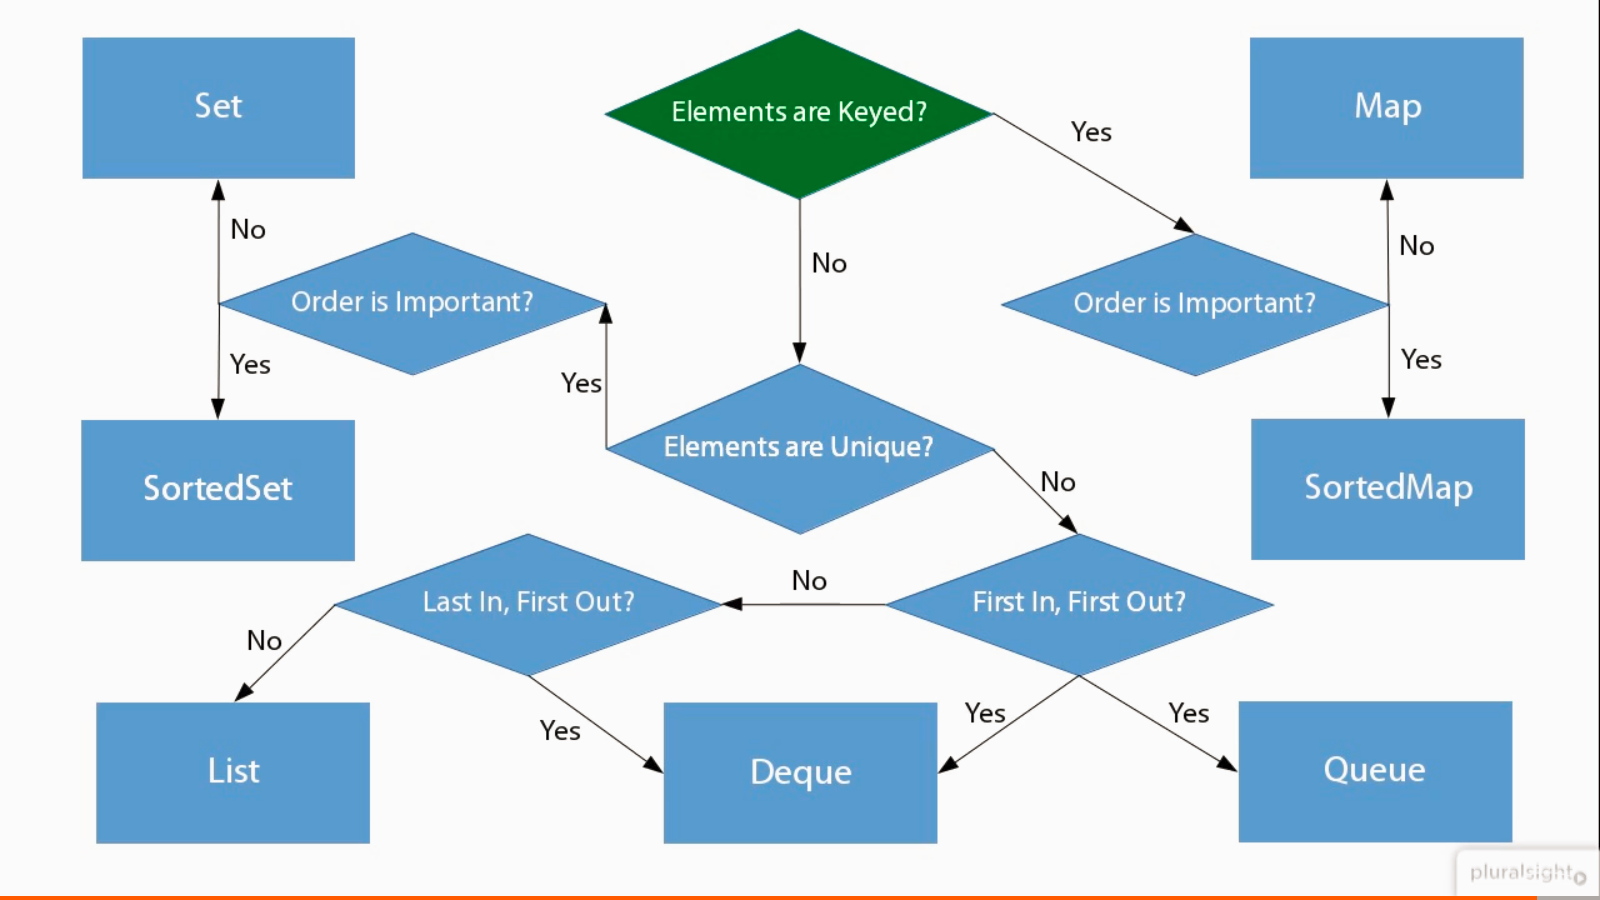 Set
Elements are Keyed?
Map
Yes
No
No
No
Order is Important?
Order is Important?
Yes
Yes
Yes
Elements are Unique?
SortedSet
No
SortedMap
No
Last In, First Out?
First In, First Out?
No
Yes
Yes
Yes
List
Deque
Queue
pluralsight